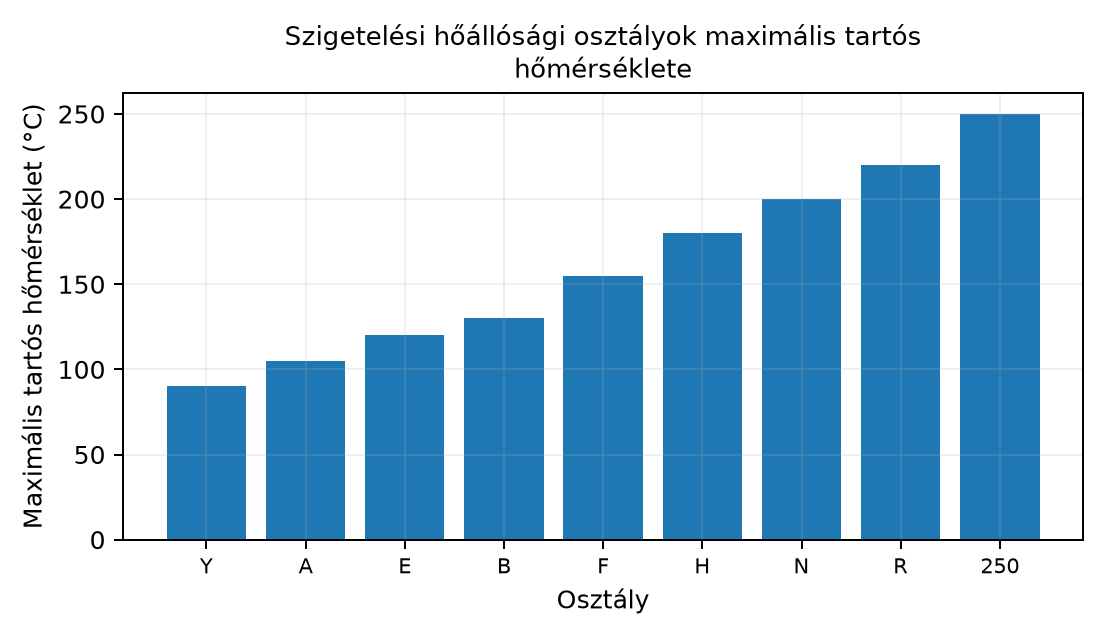 Szigetelési hőállósági osztályok maximális tartós
hőmérséklete
Maximális tartós hőmérséklet (°C)
250
200
150
100
50
0
Y A E B F H N R 250
Osztály